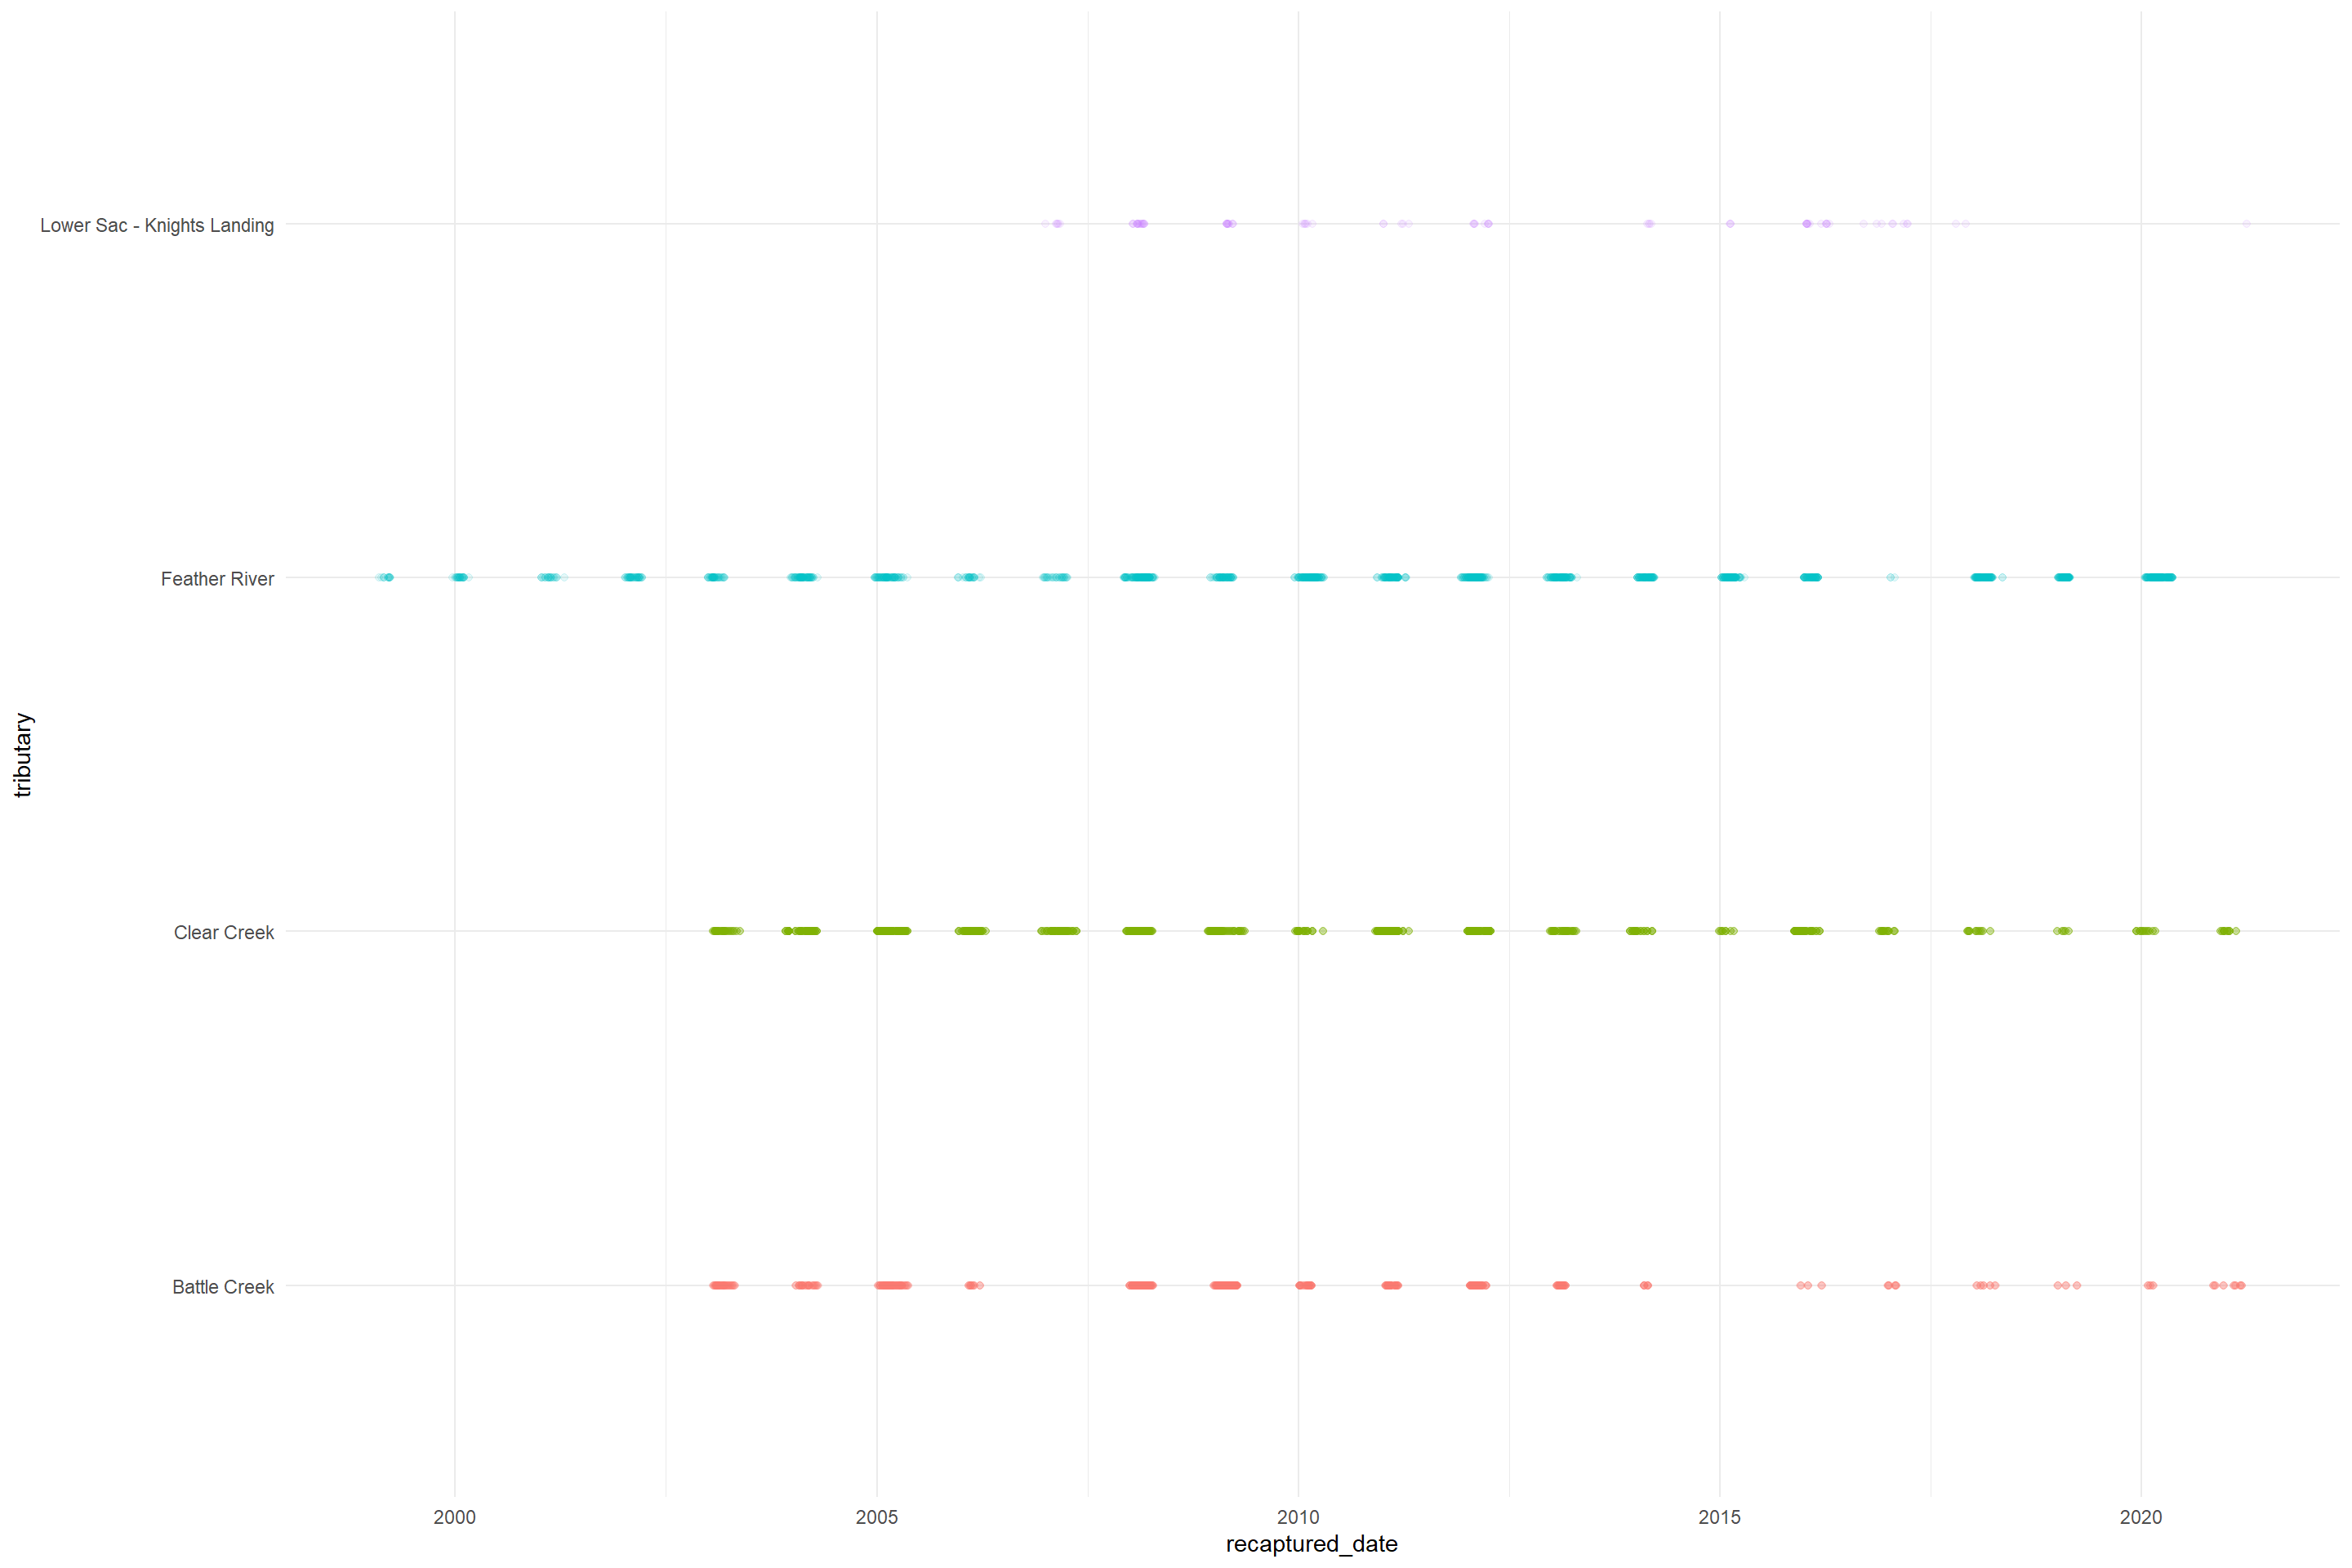 Lower Sac - Knights Landing
Feather River
tributary
Clear Creek
Battle Creek
2000 2005 2010 2015 2020
recaptured_date